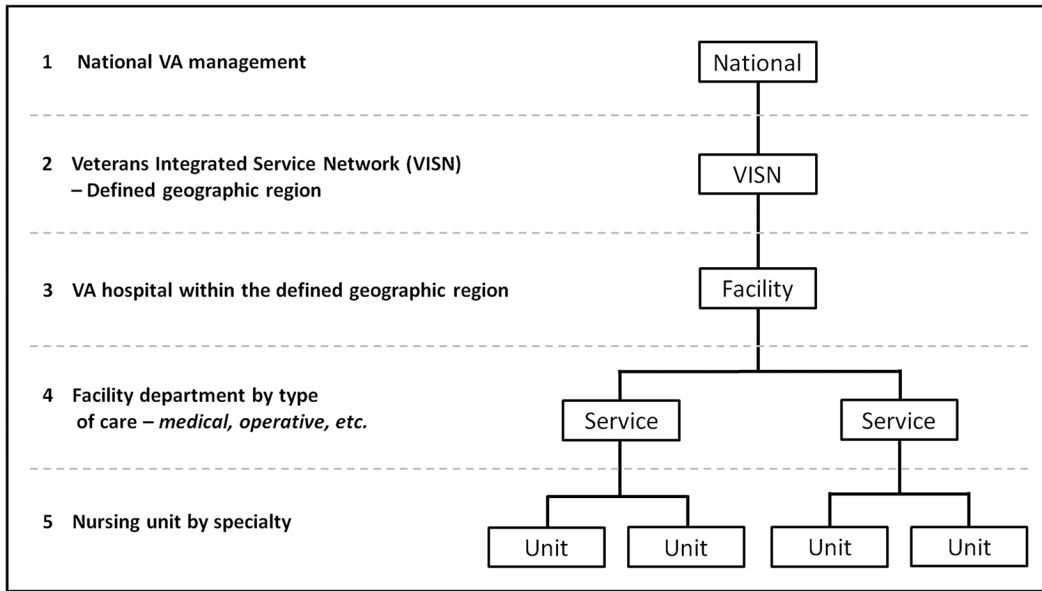 1 National VA management
National
2 Veterans Integrated Service Network (VISN)
– Defined geographic region
VISN
3 VA hospital within the defined geographic region
Facility
4 Facility department by type
of care – medical, operative, etc.
Service
Service
5 Nursing unit by specialty
Unit
Unit
Unit
Unit